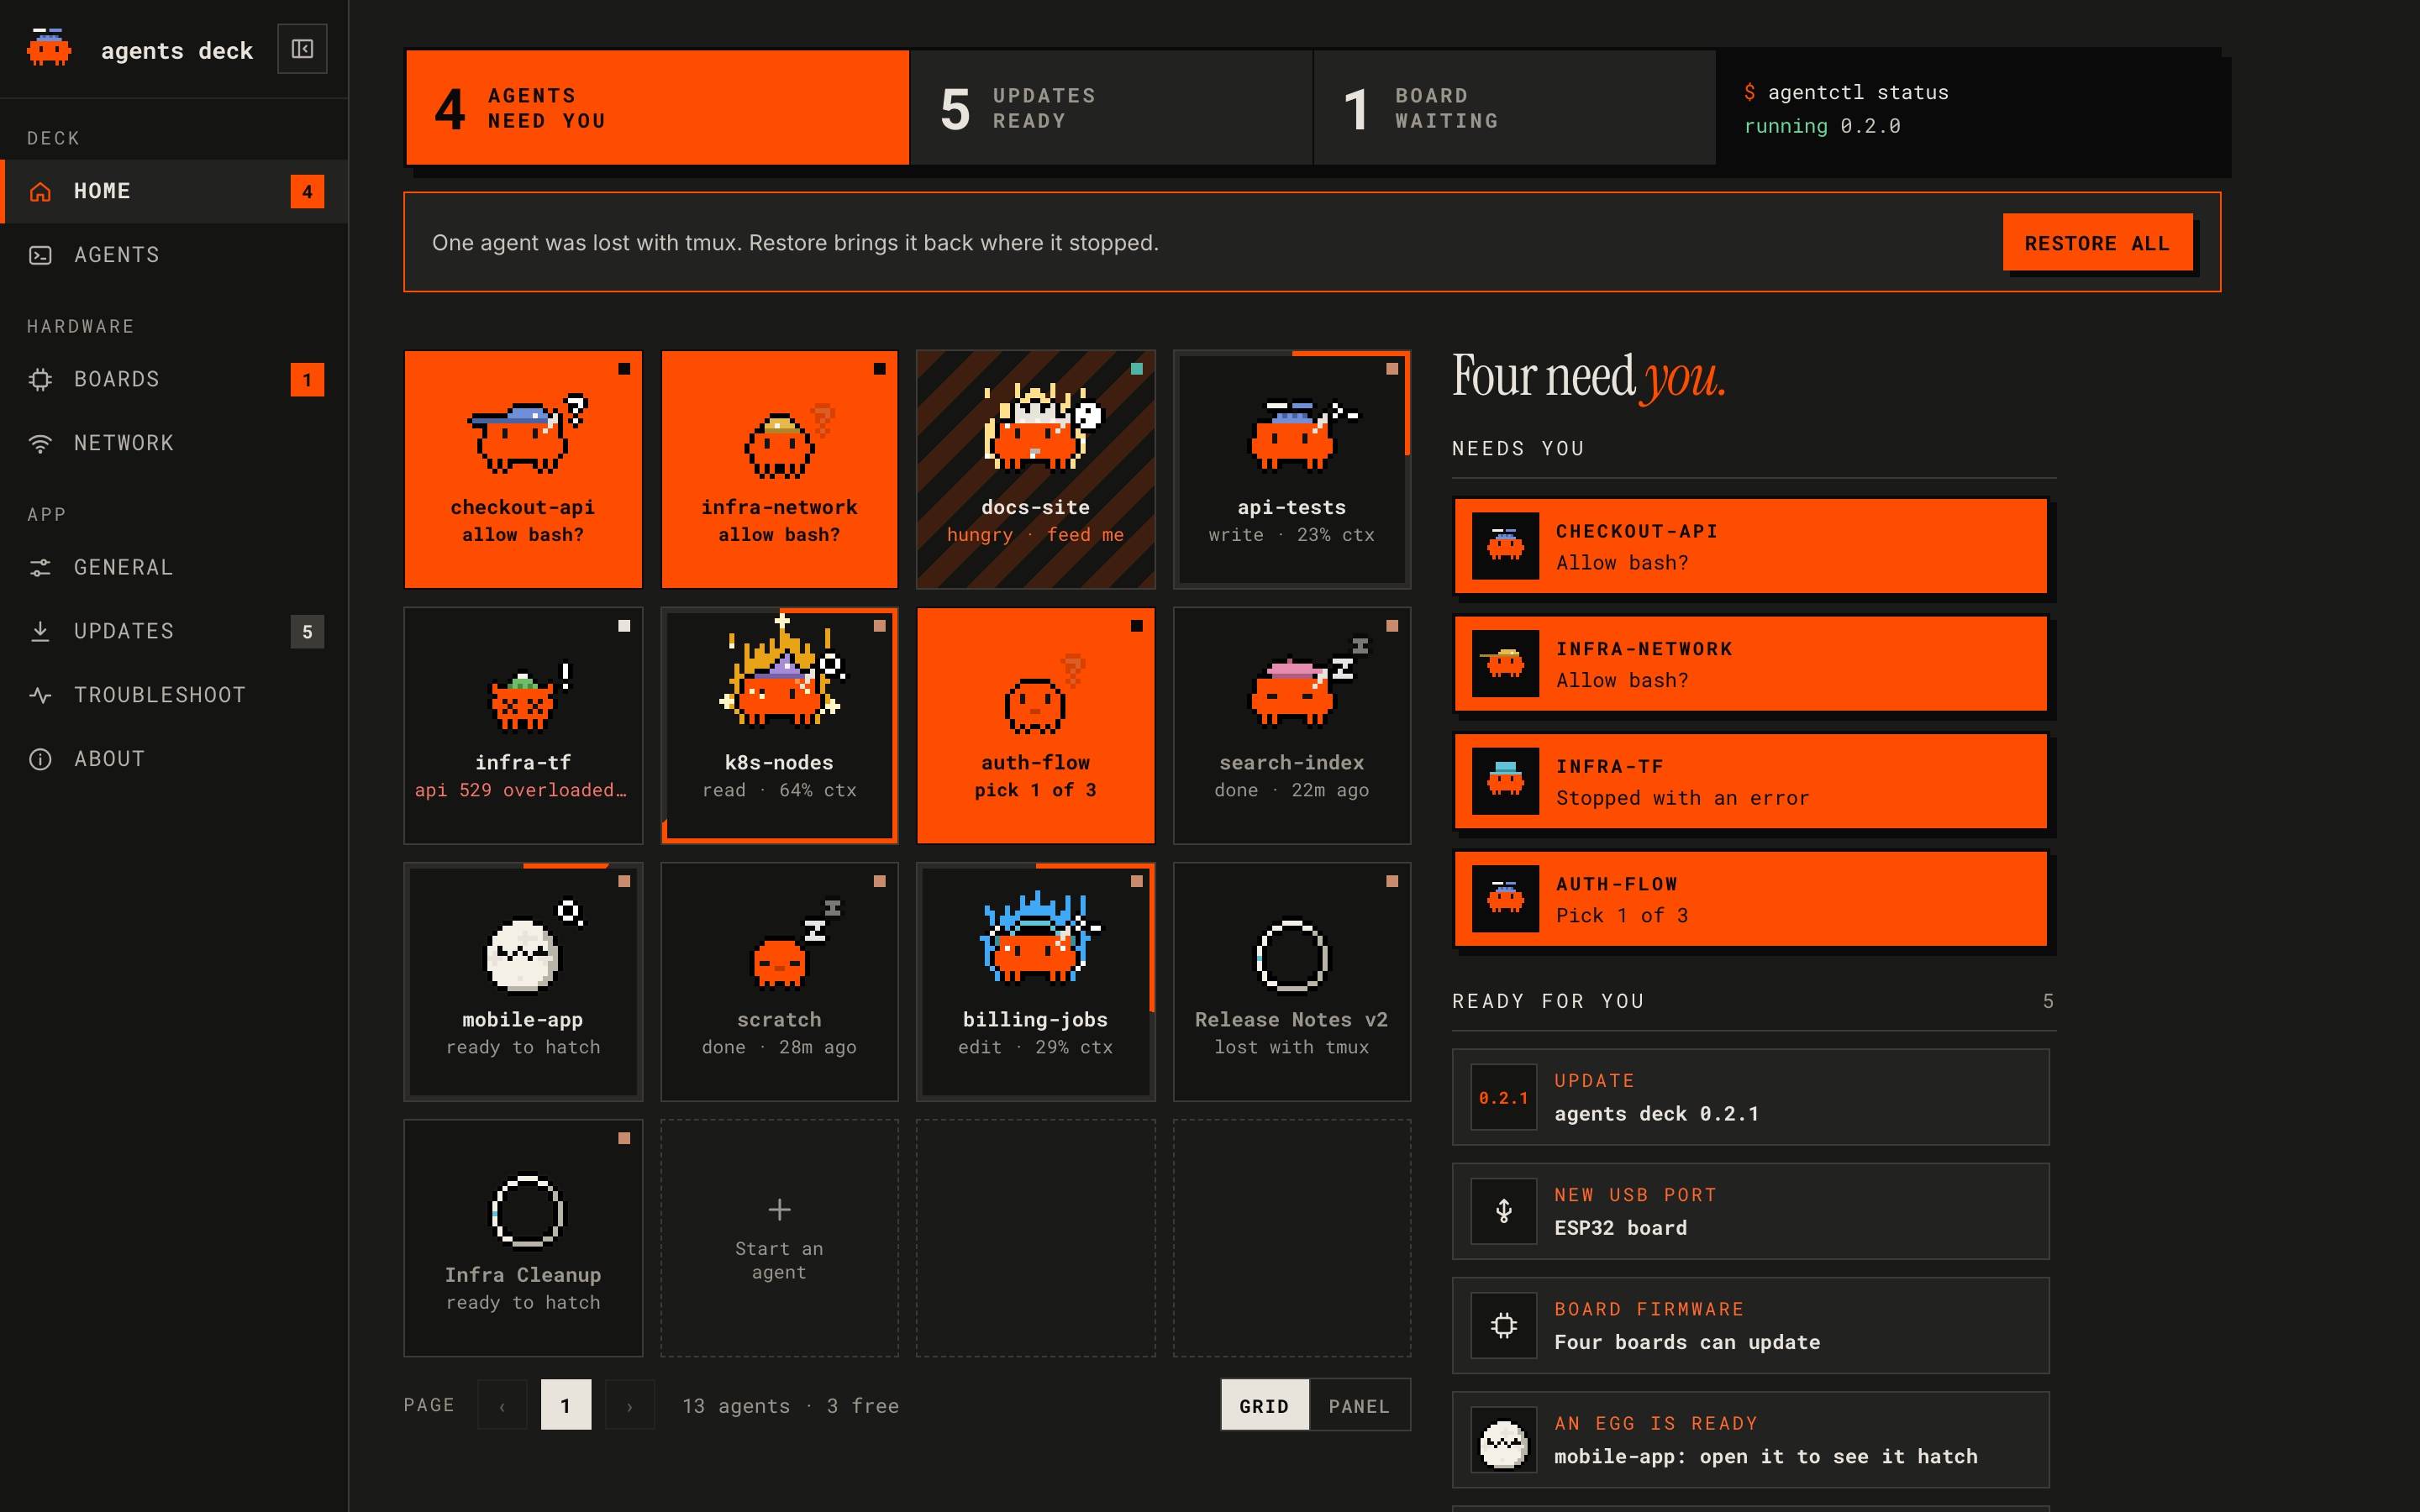 agents deck
DECK
HOME 4
AGENTS
HARDWARE
BOARDS 1
NETWORK
APP
GENERAL
UPDATES 5
TROUBLESHOOT
ABOUT
4 AGENTS
NEED YOU
5 UPDATES
READY
1 BOARD
WAITING
$ agentctl status
running 0.2.0
One agent was lost with tmux. Restore brings it back where it stopped.
RESTORE ALL
checkout-api
allow bash?
infra-network
allow bash?
docs-site
hungry · feed me
api-tests
write · 23% ctx
infra-tf
api 529 overloaded…
k8s-nodes
read · 64% ctx
auth-flow
pick 1 of 3
search-index
done · 22m ago
mobile-app
ready to hatch
scratch
done · 28m ago
billing-jobs
edit · 29% ctx
Release Notes v2
lost with tmux
Infra Cleanup
ready to hatch
+
Start an
agent
PAGE ‹ 1 › 13 agents · 3 free
GRID PANEL
Four need you.
NEEDS YOU
CHECKOUT-API
Allow bash?
INFRA-NETWORK
Allow bash?
INFRA-TF
Stopped with an error
AUTH-FLOW
Pick 1 of 3
READY FOR YOU 5
0.2.1
UPDATE
agents deck 0.2.1
NEW USB PORT
ESP32 board
BOARD FIRMWARE
Four boards can update
AN EGG IS READY
mobile-app: open it to see it hatch